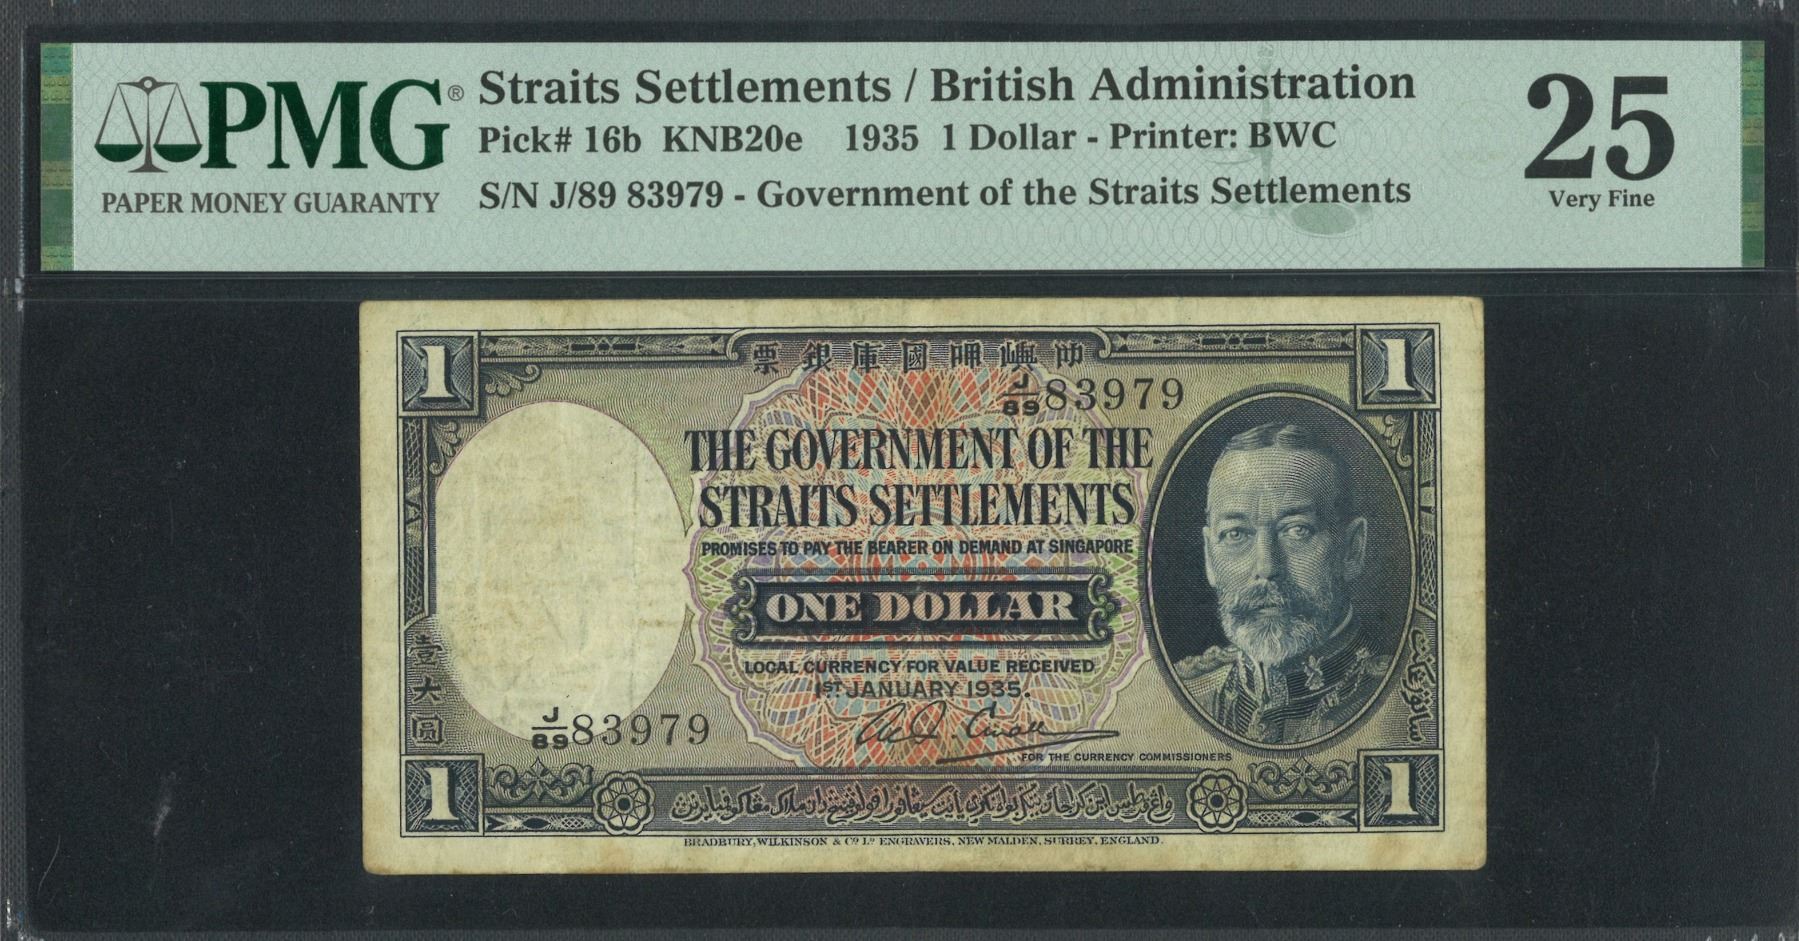 PMG®
PAPER MONEY GUARANTY
Straits Settlements / British Administration
Pick# 16b KNB20e 1935 1 Dollar - Printer: BWC
S/N J/89 83979 - Government of the Straits Settlements
25
Very Fine
1
票銀庫國呷嶼叻
1
J/89 83979
THE GOVERNMENT OF THE
STRAITS SETTLEMENTS
PROMISES TO PAY THE BEARER ON DEMAND AT SINGAPORE
ONE DOLLAR
LOCAL CURRENCY FOR VALUE RECEIVED
1ST JANUARY 1935.
壹大圓
J/89 83979
FOR THE CURRENCY COMMISSIONERS
1
1
BRADBURY, WILKINSON & Co Ld ENGRAVERS, NEW MALDEN, SURREY, ENGLAND.